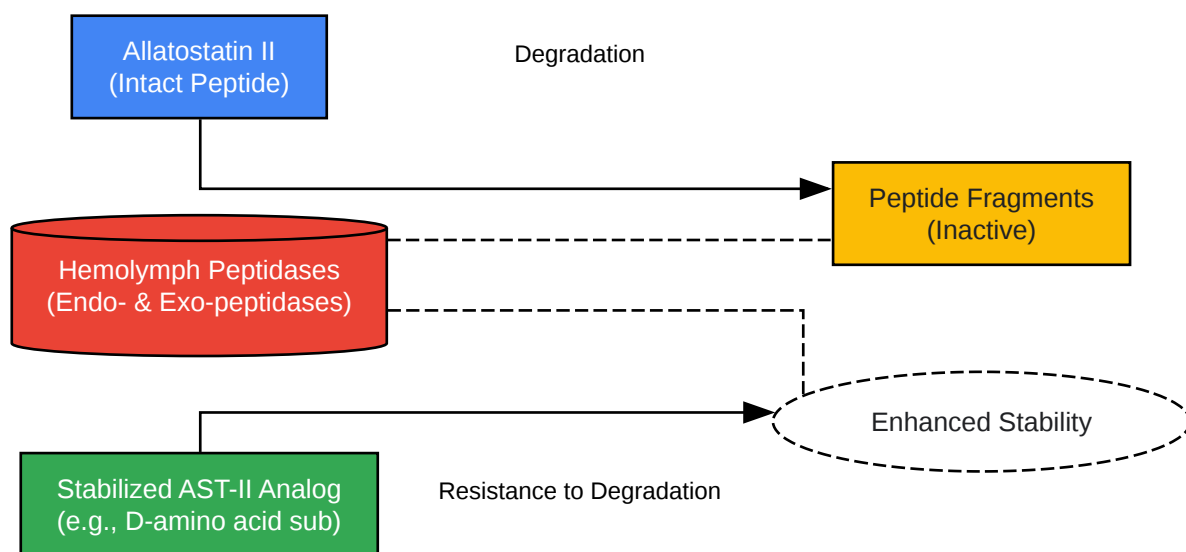 Allatostatin II
(Intact Peptide)
Degradation
Peptide Fragments
(Inactive)
Hemolymph Peptidases
(Endo- & Exo-peptidases)
Enhanced Stability
Stabilized AST-II Analog
(e.g., D-amino acid sub)
Resistance to Degradation